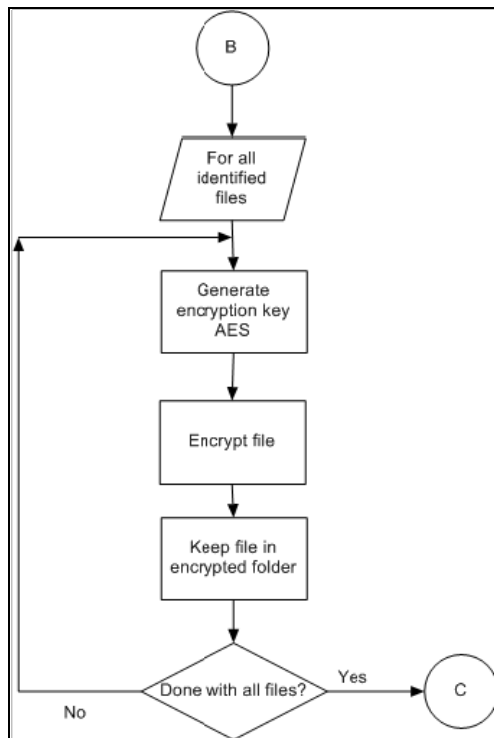 B
For all
identified
files
Generate
encryption key
AES
Encrypt file
Keep file in
encrypted folder
Done with all files?
Yes
C
No